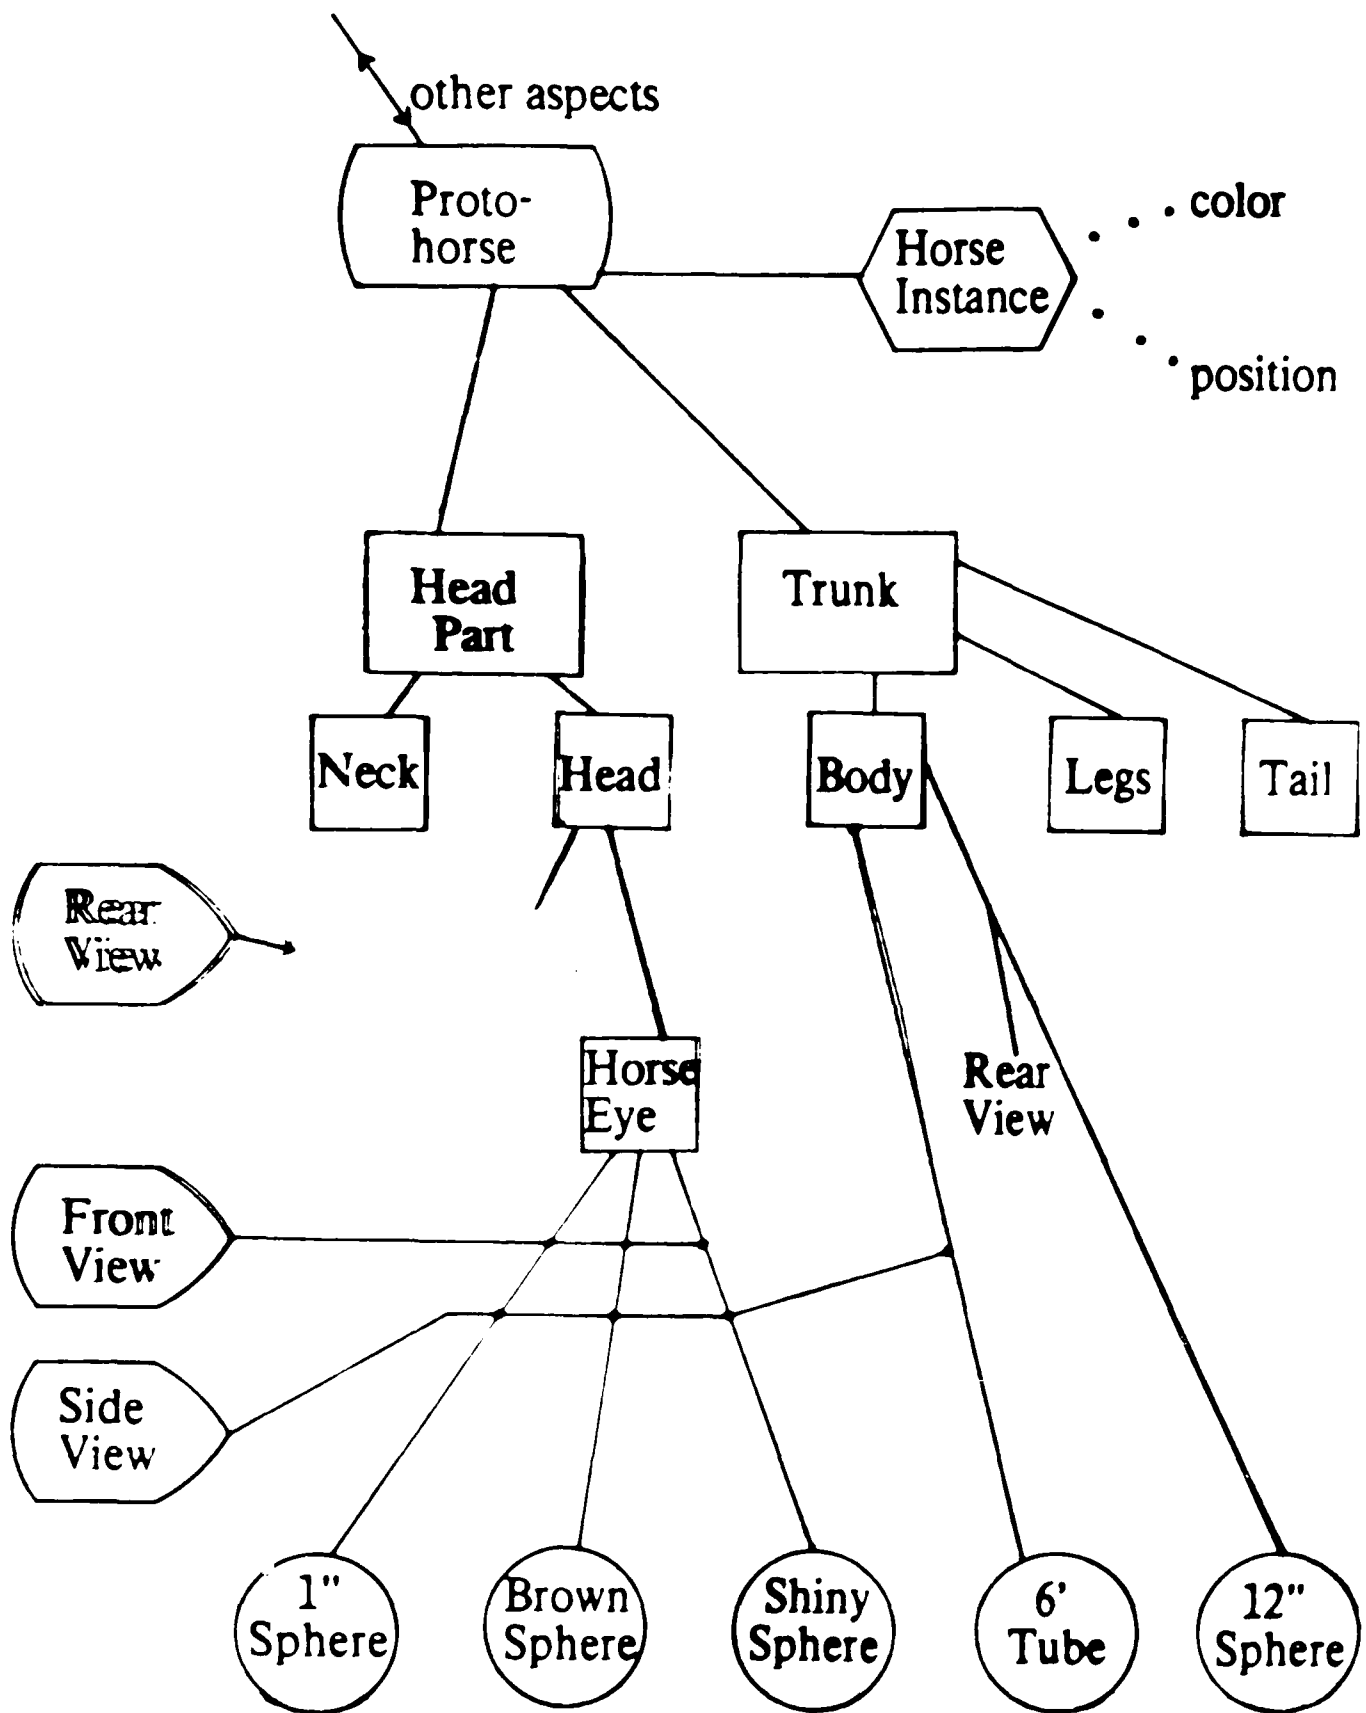 other aspects
Proto-
horse
Horse
Instance
color
position
Head
Part
Trunk
Neck
Head
Body
Legs
Tail
Rear
View
Horse
Eye
Rear
View
Front
View
Side
View
1"
Sphere
Brown
Sphere
Shiny
Sphere
6'
Tube
12"
Sphere